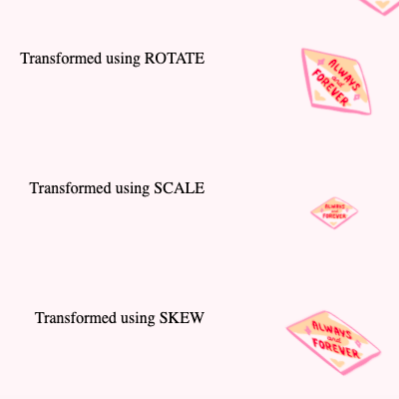 Transformed using ROTATE
ALWAYS
and
FOREVER
Transformed using SCALE
ALWAYS
and
FOREVER
Transformed using SKEW
ALWAYS
and
FOREVER